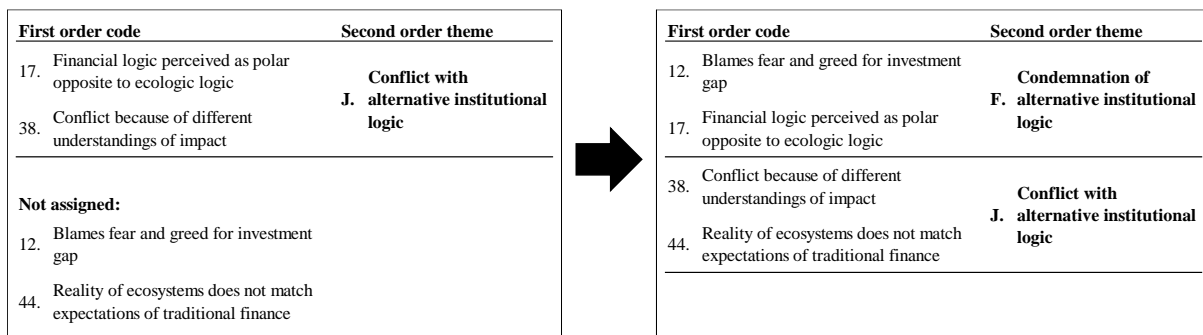 First order code Second order theme
17. Financial logic perceived as polar
opposite to ecologic logic
38. Conflict because of different
understandings of impact
J. Conflict with
alternative institutional
logic
Not assigned:
12. Blames fear and greed for investment
gap
44. Reality of ecosystems does not match
expectations of traditional finance
First order code Second order theme
12. Blames fear and greed for investment
gap
17. Financial logic perceived as polar
opposite to ecologic logic
F. Condemnation of
alternative institutional
logic
38. Conflict because of different
understandings of impact
44. Reality of ecosystems does not match
expectations of traditional finance
J. Conflict with
alternative institutional
logic